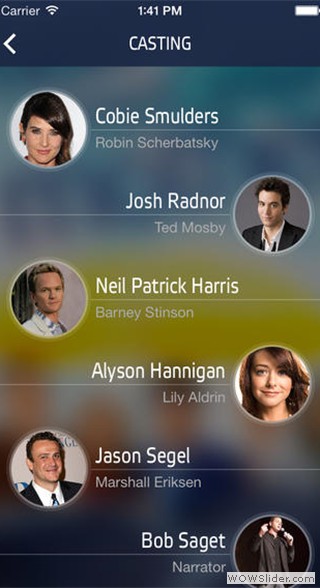 Carrier 1:41 PM
CASTING
Cobie Smulders
Robin Scherbatsky
Josh Radnor
Ted Mosby
Neil Patrick Harris
Barney Stinson
Alyson Hannigan
Lily Aldrin
Jason Segel
Marshall Eriksen
Bob Saget
Narrator
WOWSlider.com